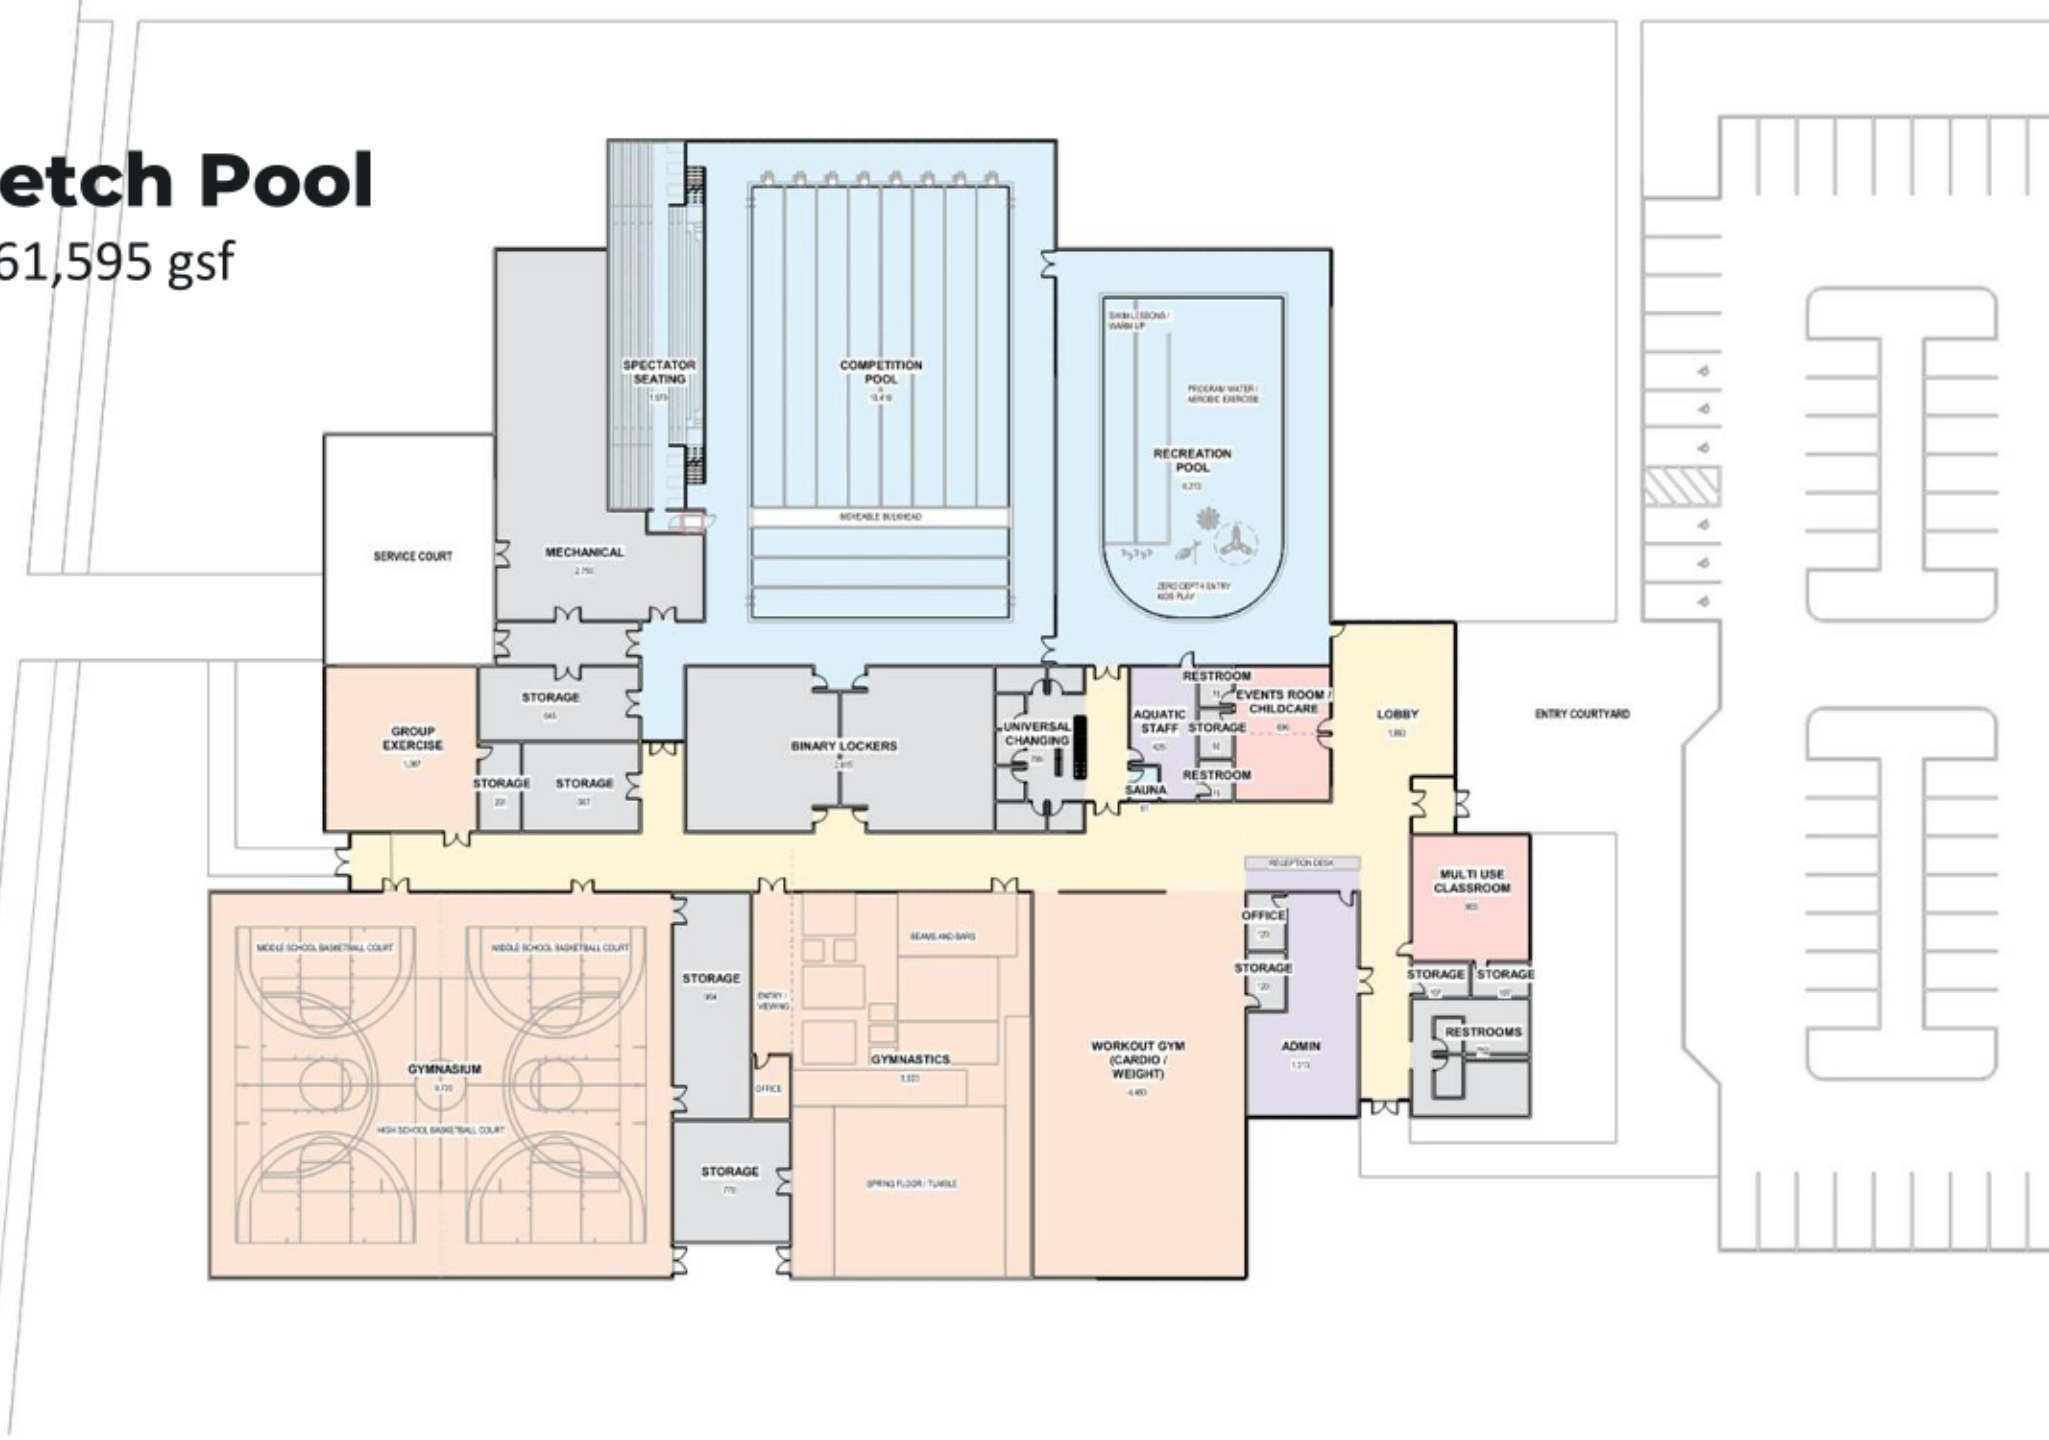 etch Pool
61,595 gsf
SPECTATOR
SEATING
COMPETITION
POOL
MOVEABLE BULKHEAD
SWIM LESSONS /
WARM UP
PROGRAM WATER /
AEROBIC EXERCISE
RECREATION
POOL
ZERO DEPTH ENTRY
KIDS PLAY
SERVICE COURT
MECHANICAL
STORAGE
GROUP
EXERCISE
STORAGE
STORAGE
BINARY LOCKERS
UNIVERSAL
CHANGING
AQUATIC
STAFF
SAUNA
RESTROOM
STORAGE
RESTROOM
EVENTS ROOM /
CHILDCARE
LOBBY
ENTRY COURTYARD
RECEPTION DESK
MULTI USE
CLASSROOM
STORAGE
STORAGE
RESTROOMS
OFFICE
STORAGE
120
ADMIN
WORKOUT GYM
(CARDIO /
WEIGHT)
BEAMS AND BARS
ENTRY /
VIEWING
GYMNASTICS
OFFICE
SPRING FLOOR / TUMBLE
STORAGE
STORAGE
MIDDLE SCHOOL BASKETBALL COURT
MIDDLE SCHOOL BASKETBALL COURT
GYMNASIUM
HIGH SCHOOL BASKETBALL COURT